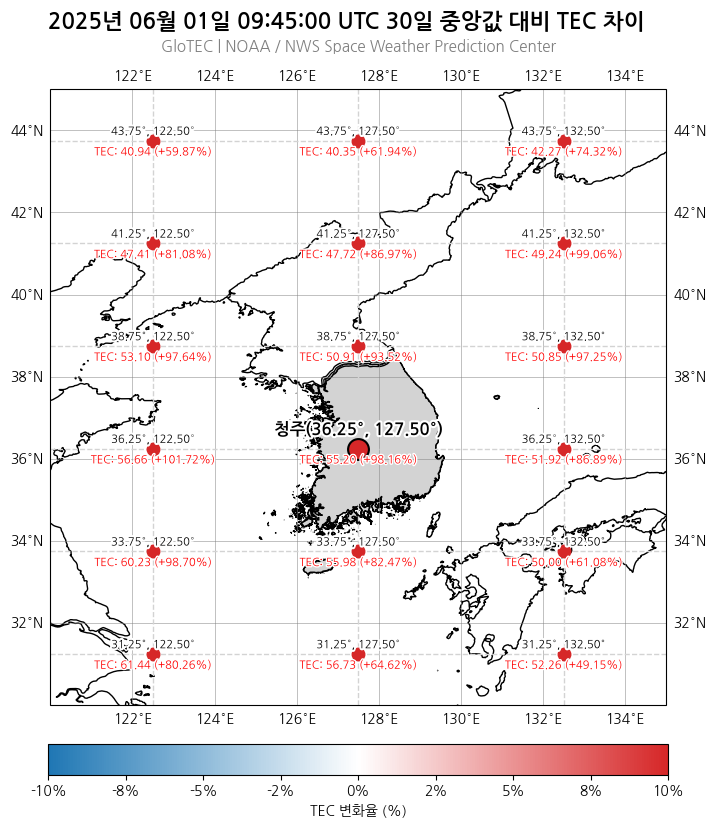 2025년 06월 01일 09:45:00 UTC 30일 중앙값 대비 TEC 차이
GloTEC | NOAA / NWS Space Weather Prediction Center
122°E 124°E 126°E 128°E 130°E 132°E 134°E
44°N 44°N
43.75°, 122.50° 43.75°, 127.50° 43.75°, 132.50°
TEC: 40.94 (+59.87%) TEC: 40.35 (+61.94%) TEC: 42.27 (+74.32%)
42°N 42°N
41.25°, 122.50° 41.25°, 127.50° 41.25°, 132.50°
TEC: 47.41 (+81.08%) TEC: 47.72 (+86.97%) TEC: 49.24 (+99.06%)
40°N 40°N
38.75°, 122.50° 38.75°, 127.50° 38.75°, 132.50°
TEC: 53.10 (+97.64%) TEC: 50.91 (+93.52%) TEC: 50.85 (+97.25%)
38°N 38°N
청주(36.25°, 127.50°)
36.25°, 122.50° 36.25°, 132.50°
TEC: 56.66 (+101.72%) TEC: 55.20 (+98.16%) TEC: 51.92 (+86.89%)
36°N 36°N
34°N 34°N
33.75°, 122.50° 33.75°, 127.50° 33.75°, 132.50°
TEC: 60.23 (+98.70%) TEC: 55.98 (+82.47%) TEC: 50.00 (+61.08%)
32°N 32°N
31.25°, 122.50° 31.25°, 127.50° 31.25°, 132.50°
TEC: 61.44 (+80.26%) TEC: 56.73 (+64.62%) TEC: 52.26 (+49.15%)
122°E 124°E 126°E 128°E 130°E 132°E 134°E
-10% -8% -5% -2% 0% 2% 5% 8% 10%
TEC 변화율 (%)